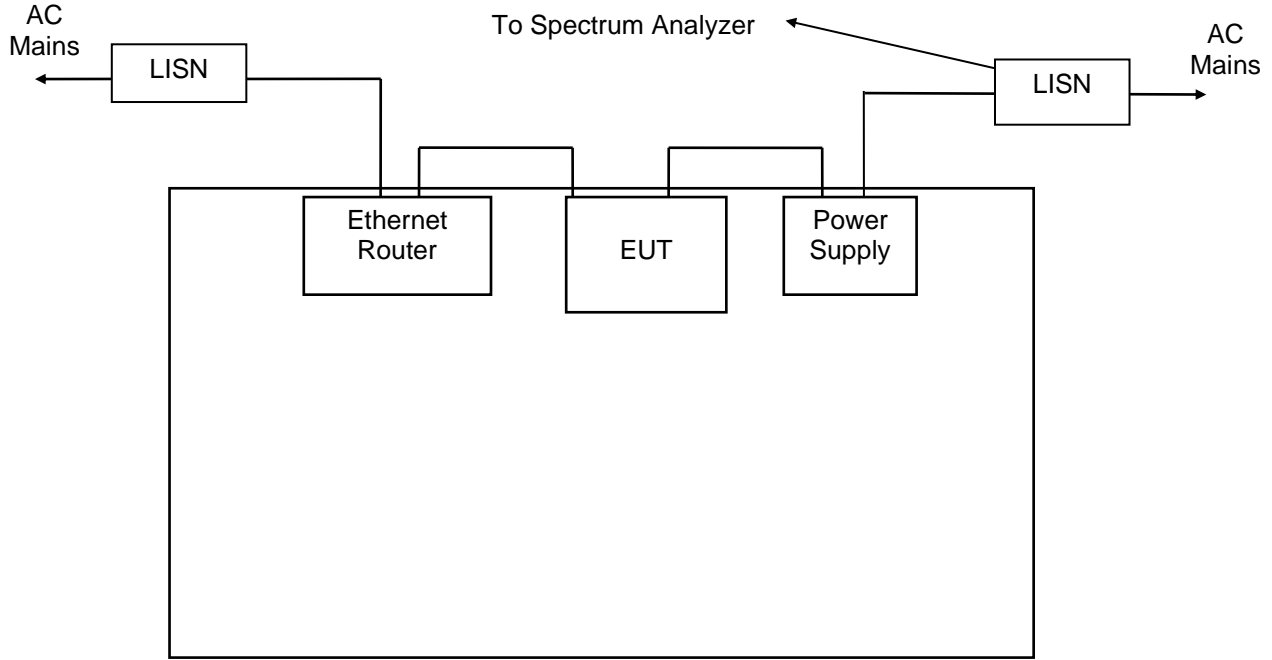 AC
Mains
LISN
To Spectrum Analyzer
LISN
AC
Mains
Ethernet
Router
EUT
Power
Supply